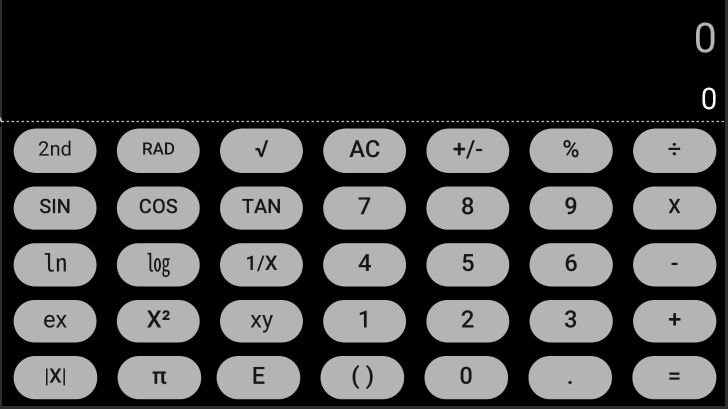 0
0
2nd RAD √ AC +/- % ÷
SIN COS TAN 7 8 9 X
ln log 1/X 4 5 6 -
ex X² xy 1 2 3 +
|X| π E ( ) 0 . =